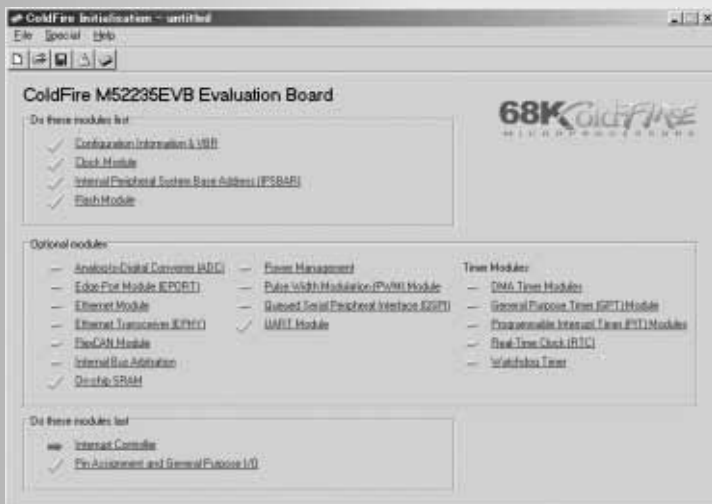 ColdFire Initialisation - untitled
File Special Help
ColdFire M52235EVB Evaluation Board
68K ColdFire
MICROPROCESSORS
Do these modules first
Configuration Information & VBR
Clock Module
Internal Peripheral System Base Address (IPSBAR)
Flash Module
Optional modules
Analog-to-Digital Converter (ADC)
Edge-Port Module (EPORT)
Ethernet Module
Ethernet Transceiver (EPHY)
FlexCAN Module
Internal Bus Arbitration
On-chip SRAM
Power Management
Pulse Width Modulation (PWM) Module
Queued Serial Peripheral Interface (QSPI)
UART Module
Timer Modules
DMA Timer Modules
General Purpose Timer (GPT) Module
Programmable Interrupt Timer (PIT) Modules
Real-Time Clock (RTC)
Watchdog Timer
Do these modules last
Interrupt Controller
Pin Assignment and General Purpose I/O